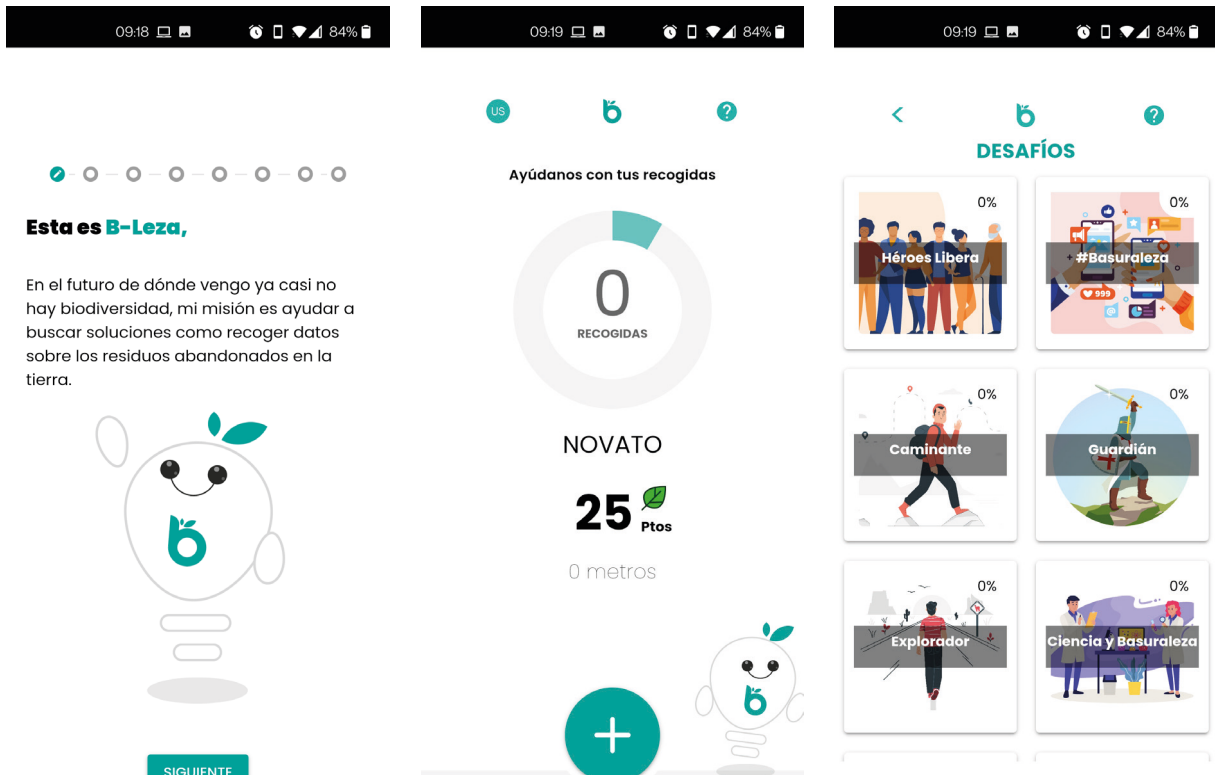 09:18
84%
Esta es B-Leza,
En el futuro de dónde vengo ya casi no
hay biodiversidad, mi misión es ayudar a
buscar soluciones como recoger datos
sobre los residuos abandonados en la
tierra.
b
SIGUIENTE
09:19
84%
US
b
?
Ayúdanos con tus recogidas
0
RECOGIDAS
NOVATO
25
Ptos
0 metros
b
+
09:19
84%
<
b
?
DESAFÍOS
0%
Héroes Libera
0%
#Basuraleza
999
0%
Caminante
0%
Guardián
0%
Explorador
0%
Ciencia y Basuraleza